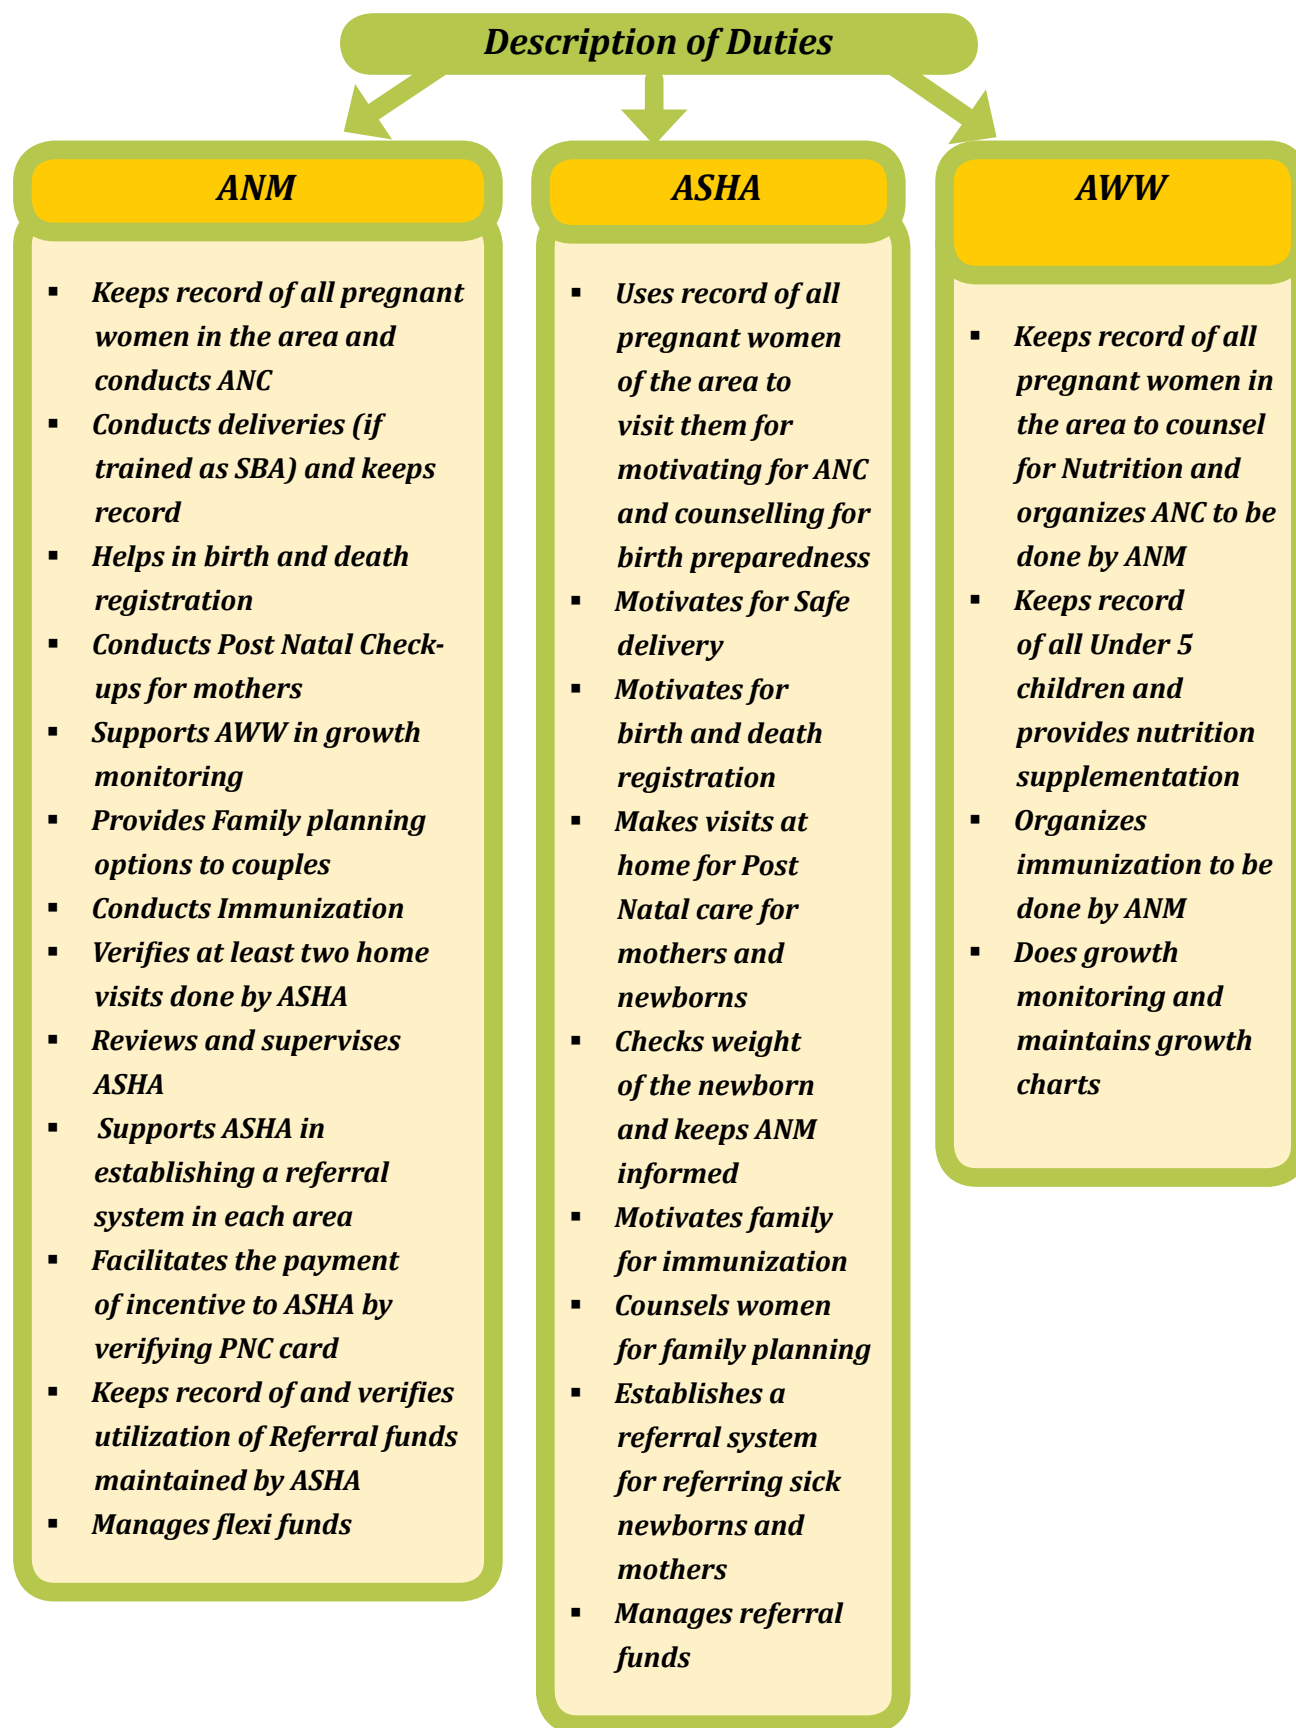 Description of Duties
ANM
▪ Keeps record of all pregnant
women in the area and
conducts ANC
▪ Conducts deliveries (if
trained as SBA) and keeps
record
▪ Helps in birth and death
registration
▪ Conducts Post Natal Check-
ups for mothers
▪ Supports AWW in growth
monitoring
▪ Provides Family planning
options to couples
▪ Conducts Immunization
▪ Verifies at least two home
visits done by ASHA
▪ Reviews and supervises
ASHA
▪ Supports ASHA in
establishing a referral
system in each area
▪ Facilitates the payment
of incentive to ASHA by
verifying PNC card
▪ Keeps record of and verifies
utilization of Referral funds
maintained by ASHA
▪ Manages flexi funds
ASHA
▪ Uses record of all
pregnant women
of the area to
visit them for
motivating for ANC
and counselling for
birth preparedness
▪ Motivates for Safe
delivery
▪ Motivates for
birth and death
registration
▪ Makes visits at
home for Post
Natal care for
mothers and
newborns
▪ Checks weight
of the newborn
and keeps ANM
informed
▪ Motivates family
for immunization
▪ Counsels women
for family planning
▪ Establishes a
referral system
for referring sick
newborns and
mothers
▪ Manages referral
funds
AWW
▪ Keeps record of all
pregnant women in
the area to counsel
for Nutrition and
organizes ANC to be
done by ANM
▪ Keeps record
of all Under 5
children and
provides nutrition
supplementation
▪ Organizes
immunization to be
done by ANM
▪ Does growth
monitoring and
maintains growth
charts